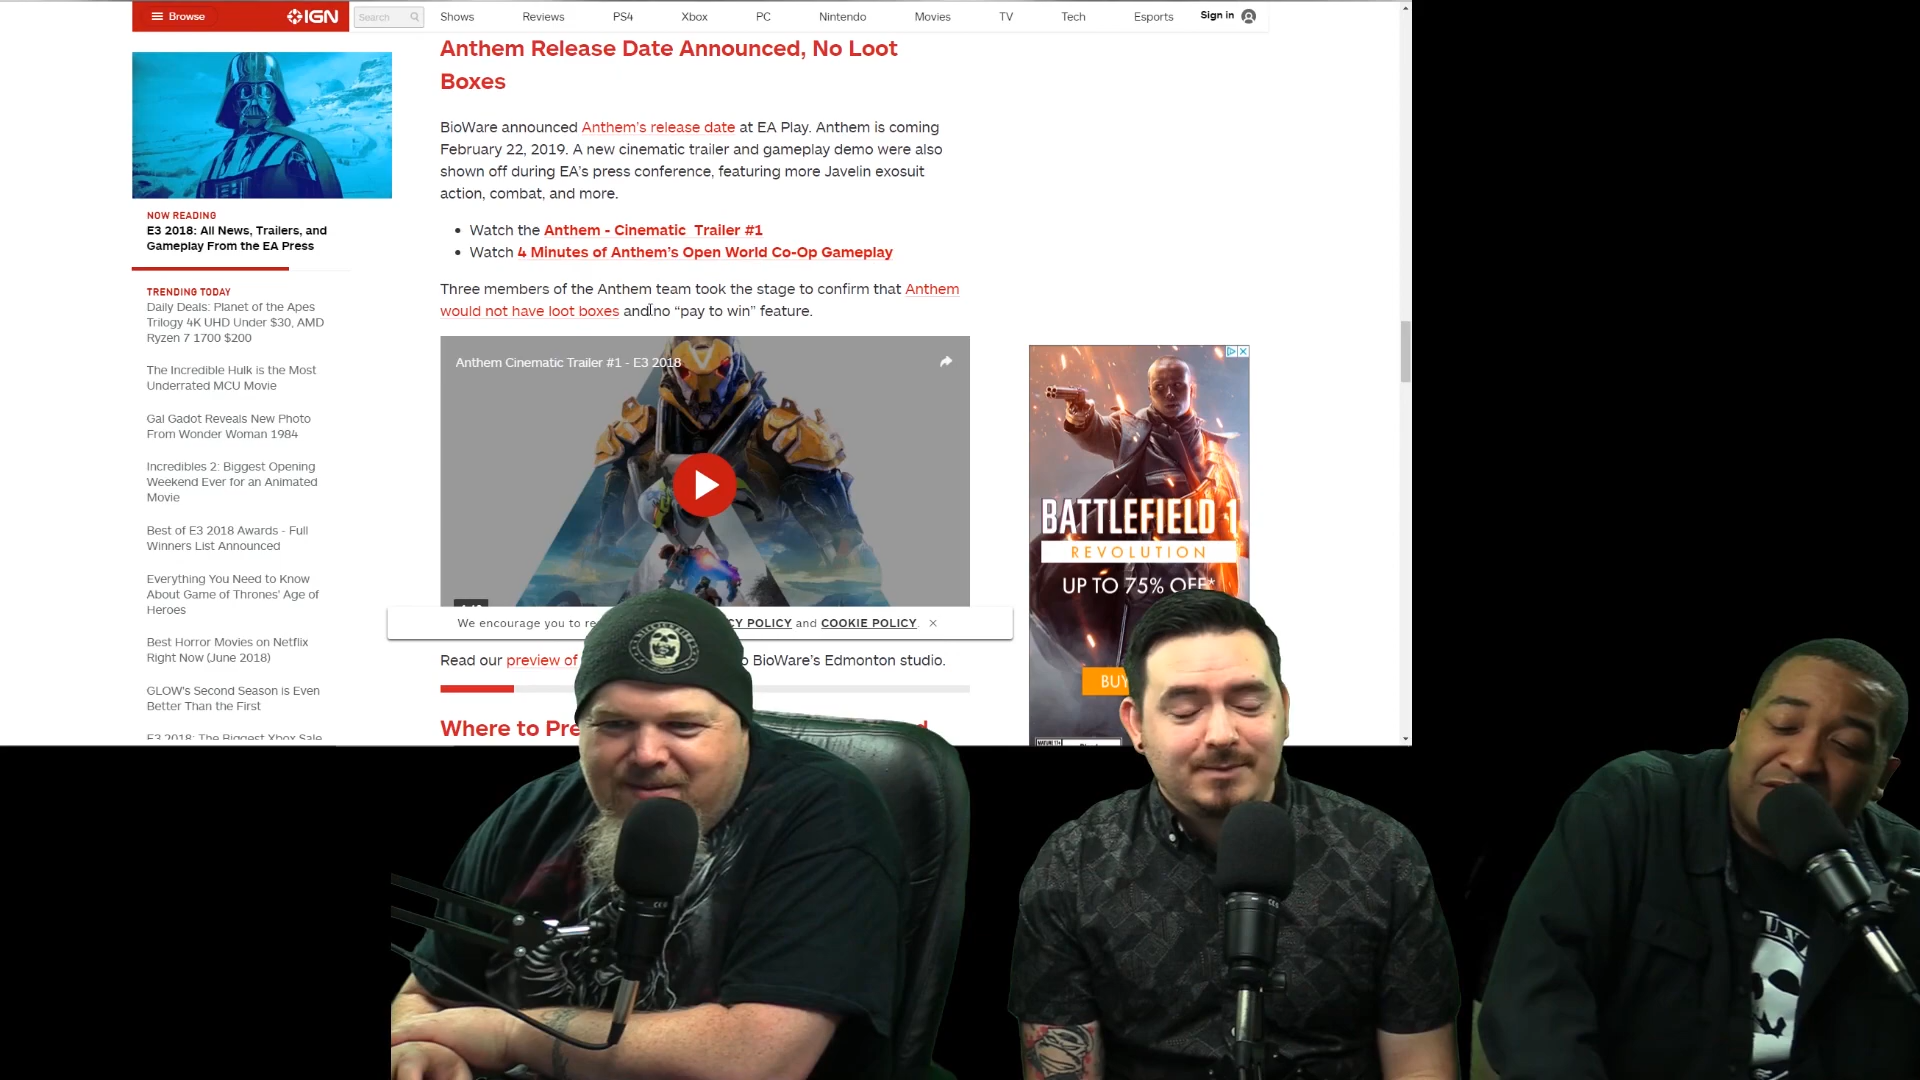 Browse
IGN
Search
Shows
Reviews
PS4
Xbox
PC
Nintendo
Movies
TV
Tech
Esports
Sign in
NOW READING
E3 2018: All News, Trailers, and
Gameplay From the EA Press
TRENDING TODAY
Daily Deals: Planet of the Apes
Trilogy 4K UHD Under $30, AMD
Ryzen 7 1700 $200
The Incredible Hulk is the Most
Underrated MCU Movie
Gal Gadot Reveals New Photo
From Wonder Woman 1984
Incredibles 2: Biggest Opening
Weekend Ever for an Animated
Movie
Best of E3 2018 Awards - Full
Winners List Announced
Everything You Need to Know
About Game of Thrones' Age of
Heroes
Best Horror Movies on Netflix
Right Now (June 2018)
GLOW's Second Season is Even
Better Than the First
E3 2018: The Biggest Xbox Sale
Anthem Release Date Announced, No Loot
Boxes
BioWare announced Anthem's release date at EA Play. Anthem is coming
February 22, 2019. A new cinematic trailer and gameplay demo were also
shown off during EA's press conference, featuring more Javelin exosuit
action, combat, and more.
• Watch the Anthem - Cinematic Trailer #1
• Watch 4 Minutes of Anthem's Open World Co-Op Gameplay
Three members of the Anthem team took the stage to confirm that Anthem
would not have loot boxes and no “pay to win” feature.
Anthem Cinematic Trailer #1 - E3 2018
We encourage you to re CY POLICY and COOKIE POLICY
Read our preview of o BioWare's Edmonton studio.
Where to Pre d
BATTLEFIELD 1
REVOLUTION
UP TO 75% OFF*
BUY